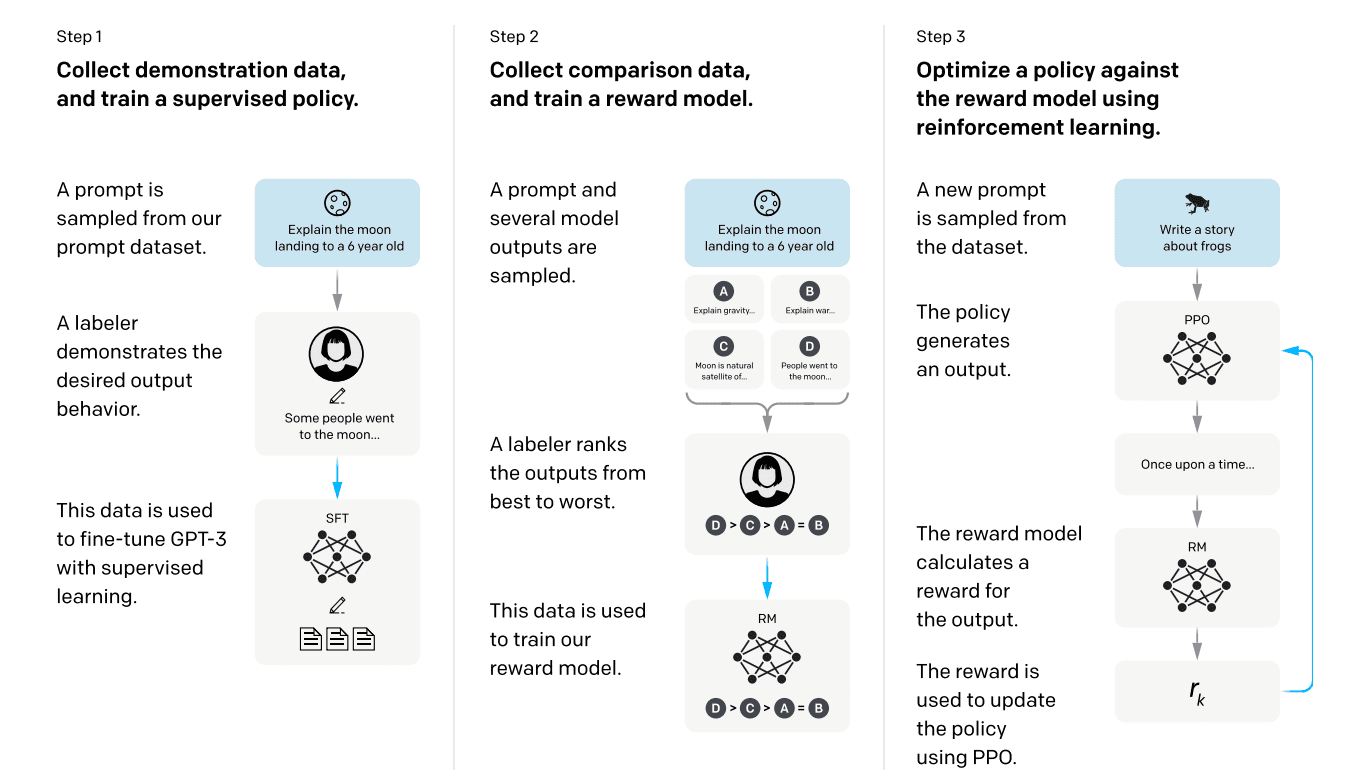 Step 1
Collect demonstration data,
and train a supervised policy.
A prompt is
sampled from our
prompt dataset.
Explain the moon
landing to a 6 year old
A labeler
demonstrates the
desired output
behavior.
Some people went
to the moon...
This data is used
to fine-tune GPT-3
with supervised
learning.
SFT
Step 2
Collect comparison data,
and train a reward model.
A prompt and
several model
outputs are
sampled.
Explain the moon
landing to a 6 year old
A
Explain gravity...
B
Explain war...
C
Moon is natural
satellite of...
D
People went to
the moon...
A labeler ranks
the outputs from
best to worst.
D > C > A = B
This data is used
to train our
reward model.
RM
D > C > A = B
Step 3
Optimize a policy against
the reward model using
reinforcement learning.
A new prompt
is sampled from
the dataset.
Write a story
about frogs
The policy
generates
an output.
PPO
Once upon a time...
The reward model
calculates a
reward for
the output.
RM
The reward is
used to update
the policy
using PPO.
r_k